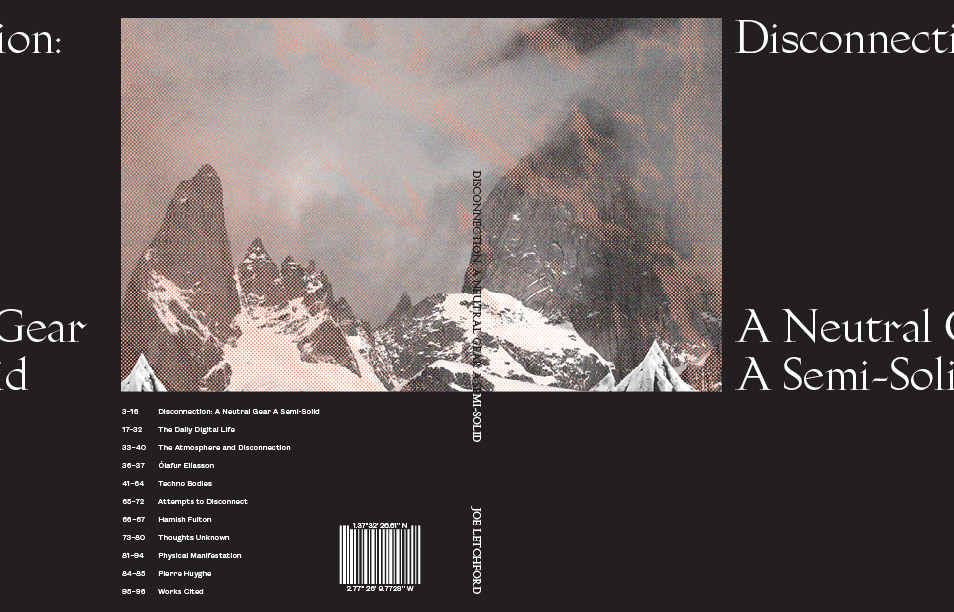 ion:
Gear
ld
3-16 Disconnection: A Neutral Gear A Semi-Solid
17-32 The Daily Digital Life
33-40 The Atmosphere and Disconnection
36-37 Ólafur Elíasson
41-64 Techno Bodies
65-72 Attempts to Disconnect
66-67 Hamish Fulton
73-80 Thoughts Unknown
81-94 Physical Manifestation
84-85 Pierre Huyghe
95-96 Works Cited
1.37°32' 26.61" N
2.77° 26' 9.7728" W
DISCONNECTION: A NEUTRAL GEAR A SEMI-SOLID
JOE LETCHFORD
Disconnecti
A Neutral G
A Semi-Soli